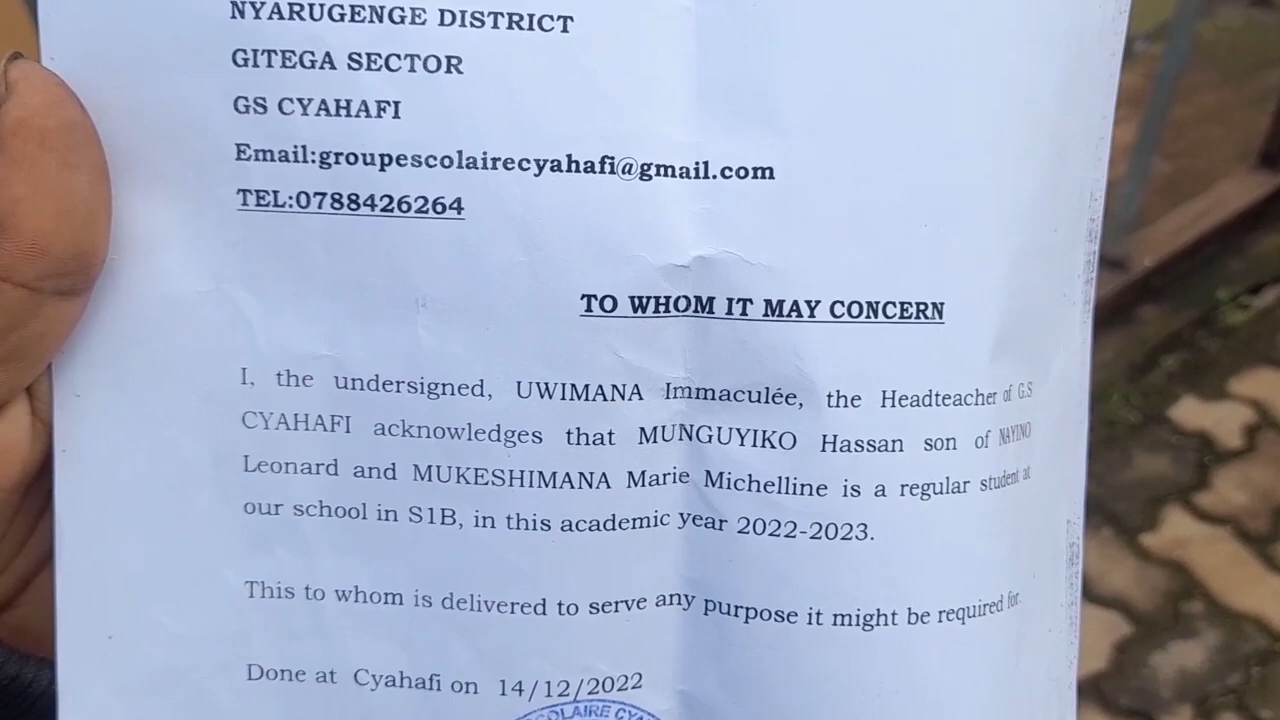 NYARUGENGE DISTRICT
GITEGA SECTOR
GS CYAHAFI
Email:groupescolairecyahafi@gmail.com
TEL:0788426264
TO WHOM IT MAY CONCERN
I, the undersigned, UWIMANA Immaculée, the Headteacher of G.S
CYAHAFI acknowledges that MUNGUYIKO Hassan son of NAYINO
Leonard and MUKESHIMANA Marie Michelline is a regular student at
our school in S1B, in this academic year 2022-2023.
This to whom is delivered to serve any purpose it might be required for.
Done at Cyahafi on 14/12/2022